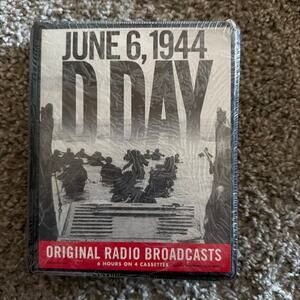 JUNE 6, 1944
D-DAY
ORIGINAL RADIO BROADCASTS
6 HOURS ON 4 CASSETTES